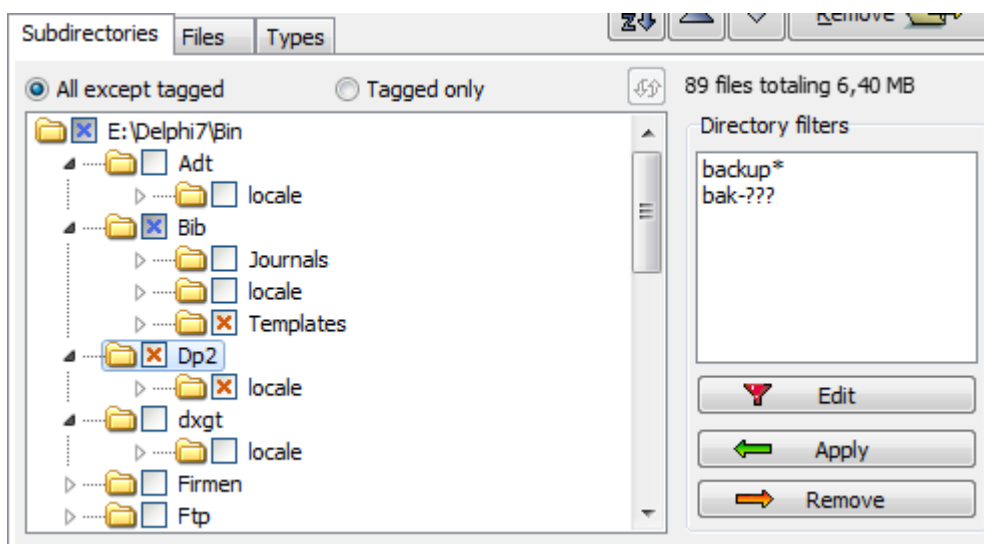 Remove
Subdirectories
Files
Types
All except tagged
Tagged only
89 files totaling 6,40 MB
E:\Delphi7\Bin
Adt
locale
Bib
Journals
locale
Templates
Dp2
locale
dxgt
locale
Firmen
Ftp
Directory filters
backup*
bak-???
Edit
Apply
Remove